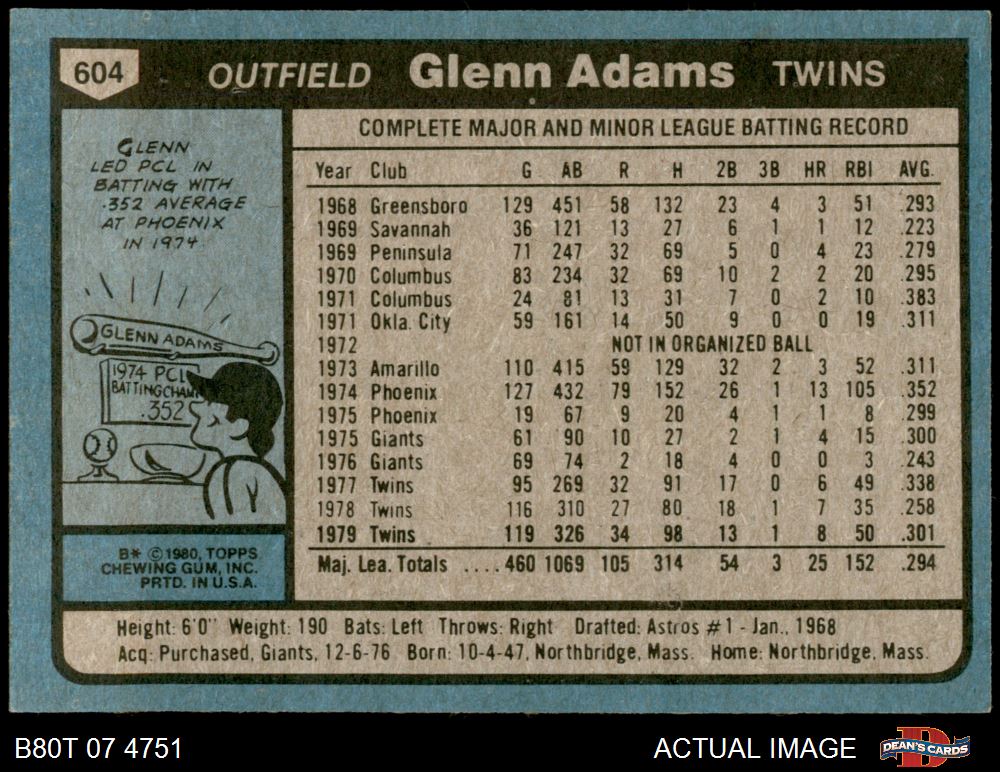 604 OUTFIELD Glenn Adams TWINS
GLENN
LED PCL IN
BATTING WITH
.352 AVERAGE
AT PHOENIX
IN 1974.
GLENN ADAMS
1974 PCL
BATTING CHAMP
.352
B* © 1980, TOPPS
CHEWING GUM, INC.
PRTD. IN U.S.A.
COMPLETE MAJOR AND MINOR LEAGUE BATTING RECORD
Year Club G AB R H 2B 3B HR RBI AVG.
1968 Greensboro 129 451 58 132 23 4 3 51 .293
1969 Savannah 36 121 13 27 6 1 1 12 .223
1969 Peninsula 71 247 32 69 5 0 4 23 .279
1970 Columbus 83 234 32 69 10 2 2 20 .295
1971 Columbus 24 81 13 31 7 0 2 10 .383
1971 Okla. City 59 161 14 50 9 0 0 19 .311
1972 NOT IN ORGANIZED BALL
1973 Amarillo 110 415 59 129 32 2 3 52 .311
1974 Phoenix 127 432 79 152 26 1 13 105 .352
1975 Phoenix 19 67 9 20 4 1 1 8 .299
1975 Giants 61 90 10 27 2 1 4 15 .300
1976 Giants 69 74 2 18 4 0 0 3 .243
1977 Twins 95 269 32 91 17 0 6 49 .338
1978 Twins 116 310 27 80 18 1 7 35 .258
1979 Twins 119 326 34 98 13 1 8 50 .301
Maj. Lea. Totals ....460 1069 105 314 54 3 25 152 .294
Height: 6'0" Weight: 190 Bats: Left Throws: Right Drafted: Astros #1 - Jan., 1968
Acq: Purchased, Giants, 12-6-76 Born: 10-4-47, Northbridge, Mass. Home: Northbridge, Mass.
B80T 07 4751 ACTUAL IMAGE DEAN'S CARDS